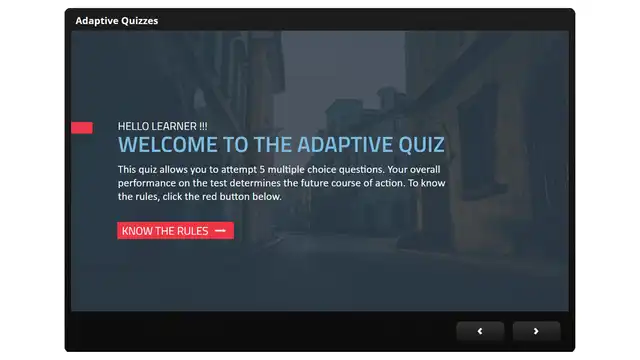 Adaptive Quizzes
HELLO LEARNER !!!
WELCOME TO THE ADAPTIVE QUIZ
This quiz allows you to attempt 5 multiple choice questions. Your overall
performance on the test determines the future course of action. To know
the rules, click the red button below.
KNOW THE RULES